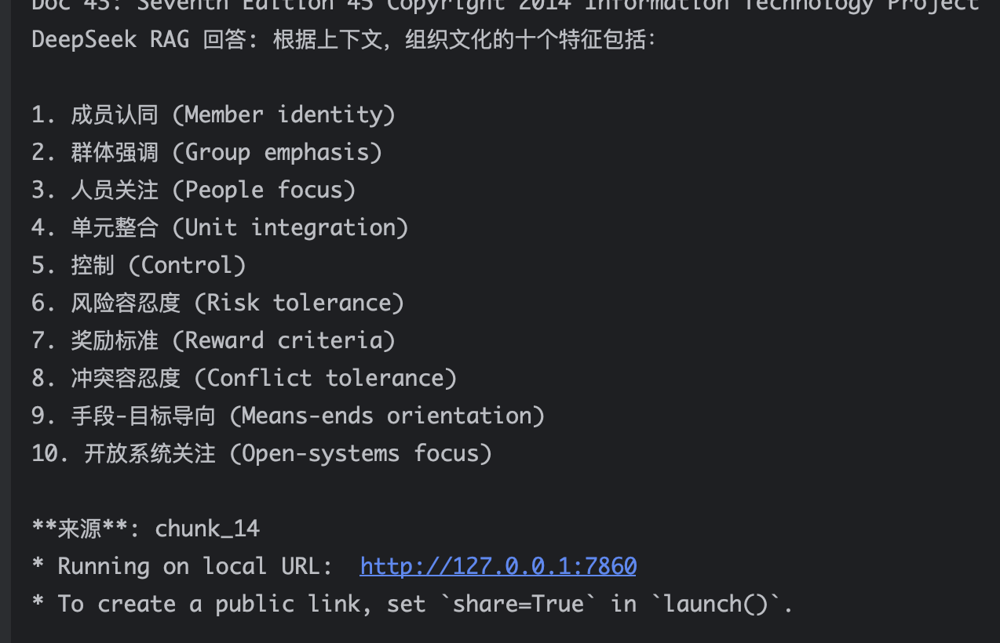 Doc 43: Seventh Edition 45 Copyright 2014 Information Technology Project
DeepSeek RAG 回答: 根据上下文，组织文化的十个特征包括：
1. 成员认同 (Member identity)
2. 群体强调 (Group emphasis)
3. 人员关注 (People focus)
4. 单元整合 (Unit integration)
5. 控制 (Control)
6. 风险容忍度 (Risk tolerance)
7. 奖励标准 (Reward criteria)
8. 冲突容忍度 (Conflict tolerance)
9. 手段-目标导向 (Means-ends orientation)
10. 开放系统关注 (Open-systems focus)
**来源**: chunk_14
* Running on local URL:  http://127.0.0.1:7860
* To create a public link, set `share=True` in `launch()`.